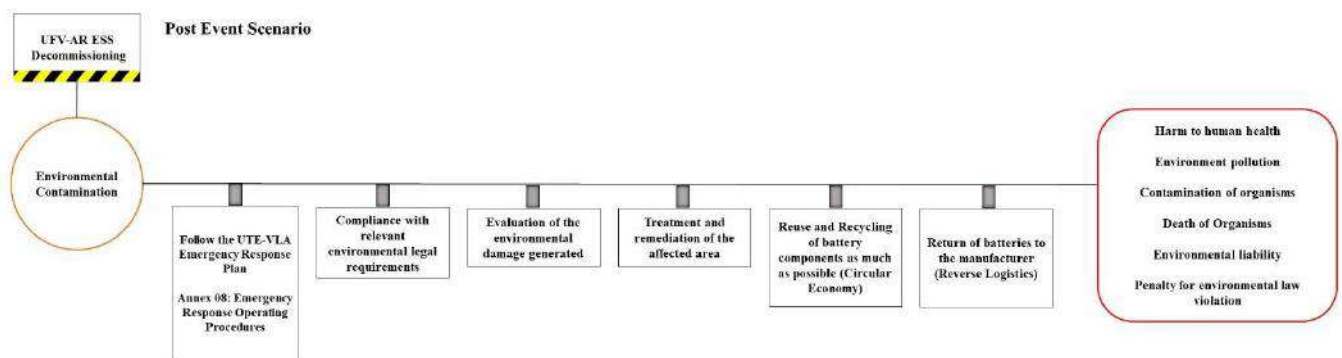 Post Event Scenario
UFV-AR ESS
Decommissioning
Environmental
Contamination
Follow the UTE-VLA
Emergency Response
Plan
Annex 08: Emergency
Response Operating
Procedures
Compliance with
relevant
environmental legal
requirements
Evaluation of the
environmental
damage generated
Treatment and
remediation of the
affected area
Reuse and Recycling
of battery
components as much
as possible (Circular
Economy)
Return of batteries to
the manufacturer
(Reverse Logistics)
Harm to human health
Environment pollution
Contamination of organisms
Death of Organisms
Environmental liability
Penalty for environmental law
violation